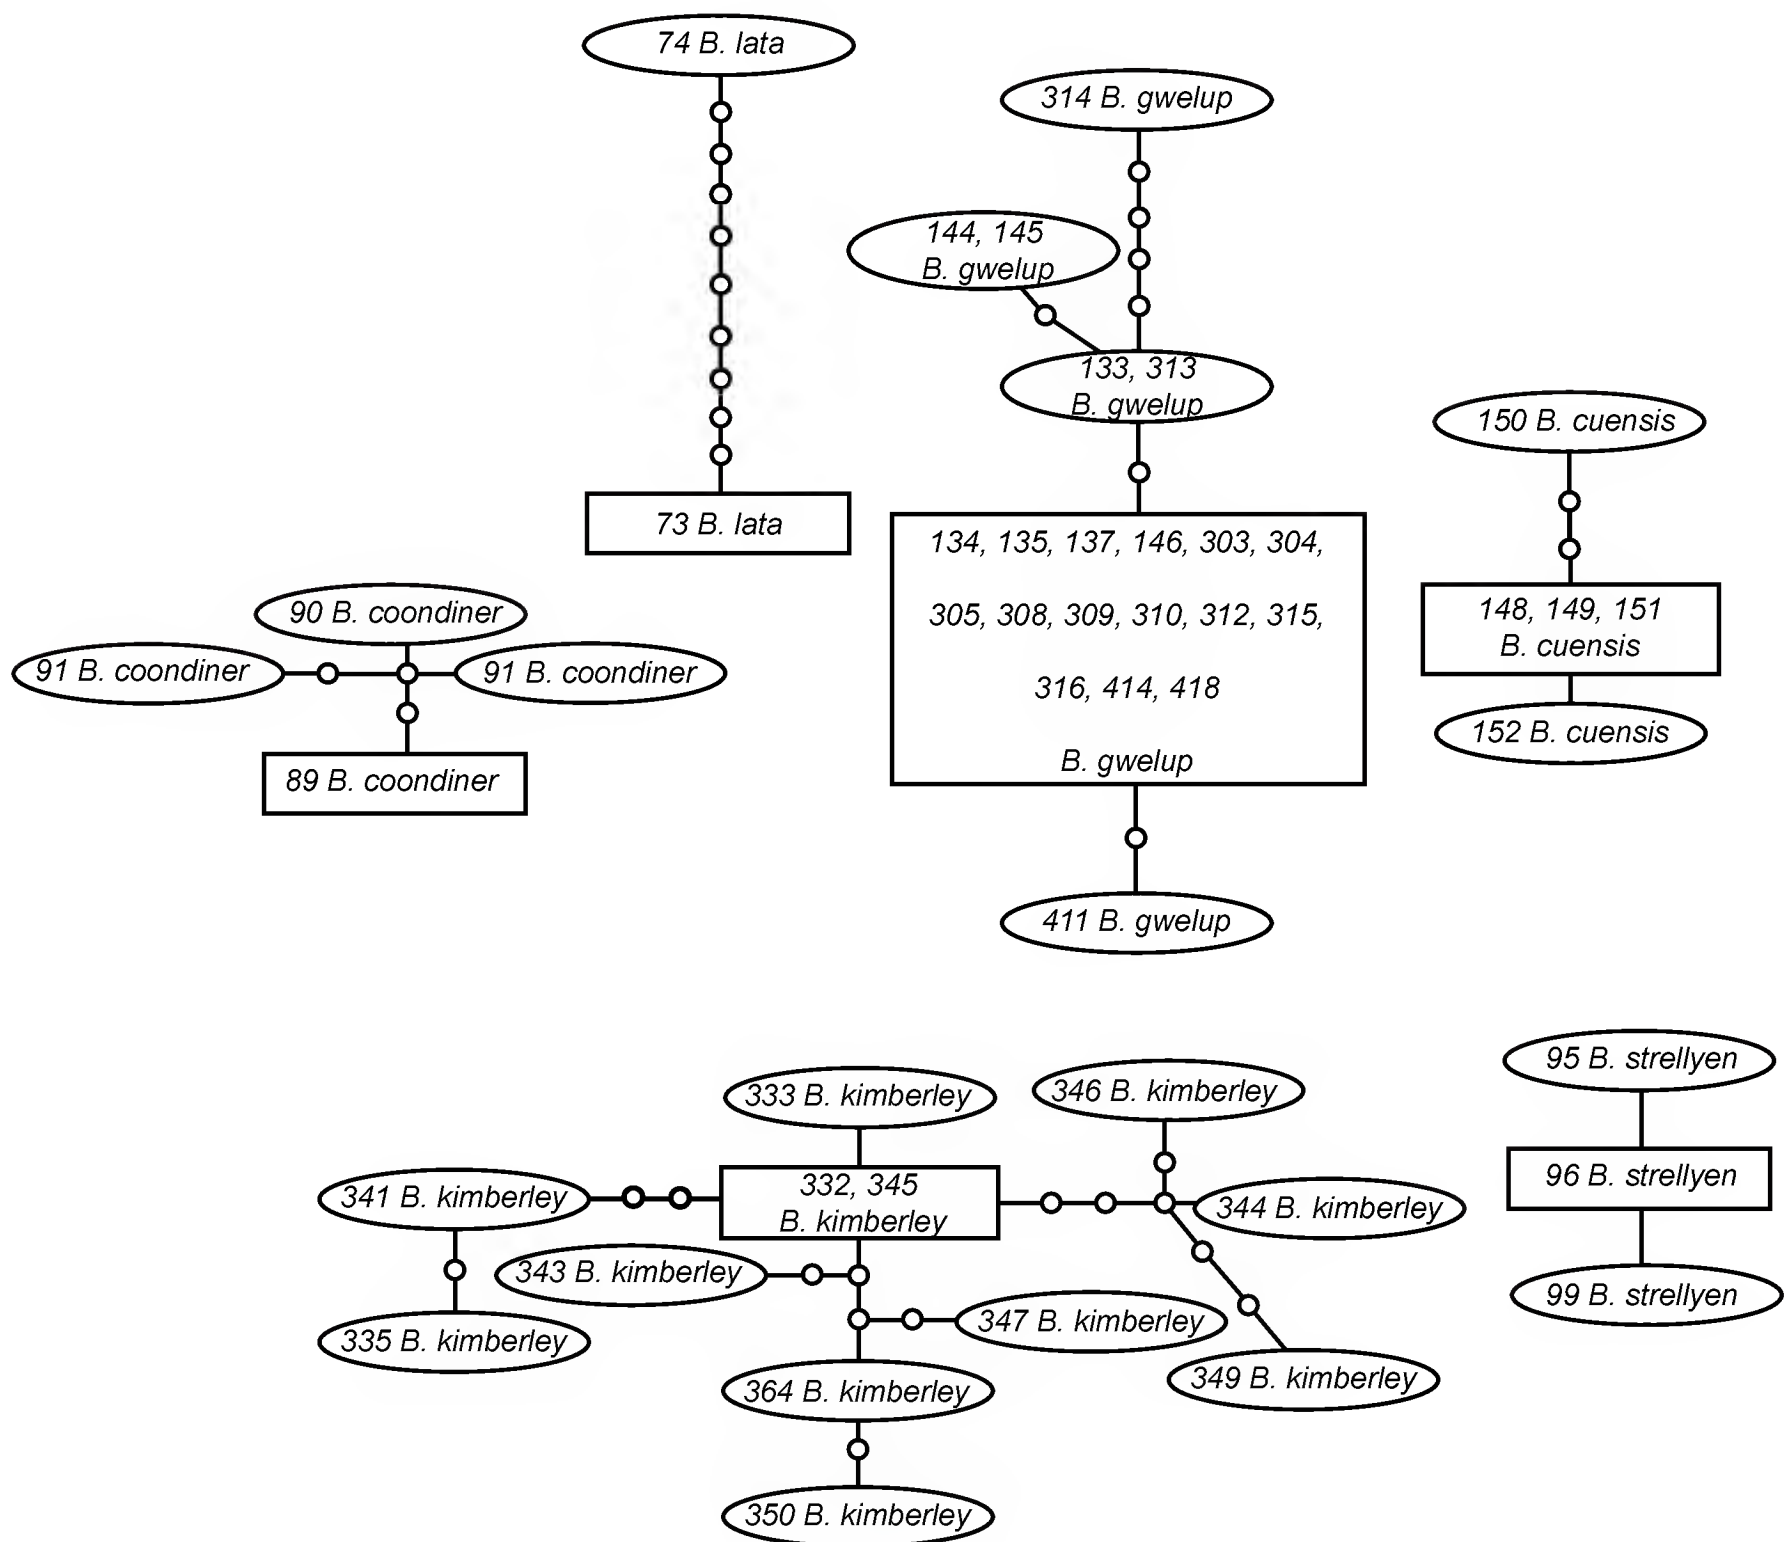 74 B. lata
314 B. gwelup
144, 145
B. gwelup
133, 313
B. gwelup
150 B. cuensis
73 B. lata
134, 135, 137, 146, 303, 304,
305, 308, 309, 310, 312, 315,
316, 414, 418
B. gwelup
148, 149, 151
B. cuensis
152 B. cuensis
90 B. coondiner
91 B. coondiner
91 B. coondiner
89 B. coondiner
411 B. gwelup
333 B. kimberley
346 B. kimberley
95 B. strellyen
341 B. kimberley
332, 345
B. kimberley
344 B. kimberley
96 B. strellyen
343 B. kimberley
335 B. kimberley
347 B. kimberley
99 B. strellyen
364 B. kimberley
349 B. kimberley
350 B. kimberley